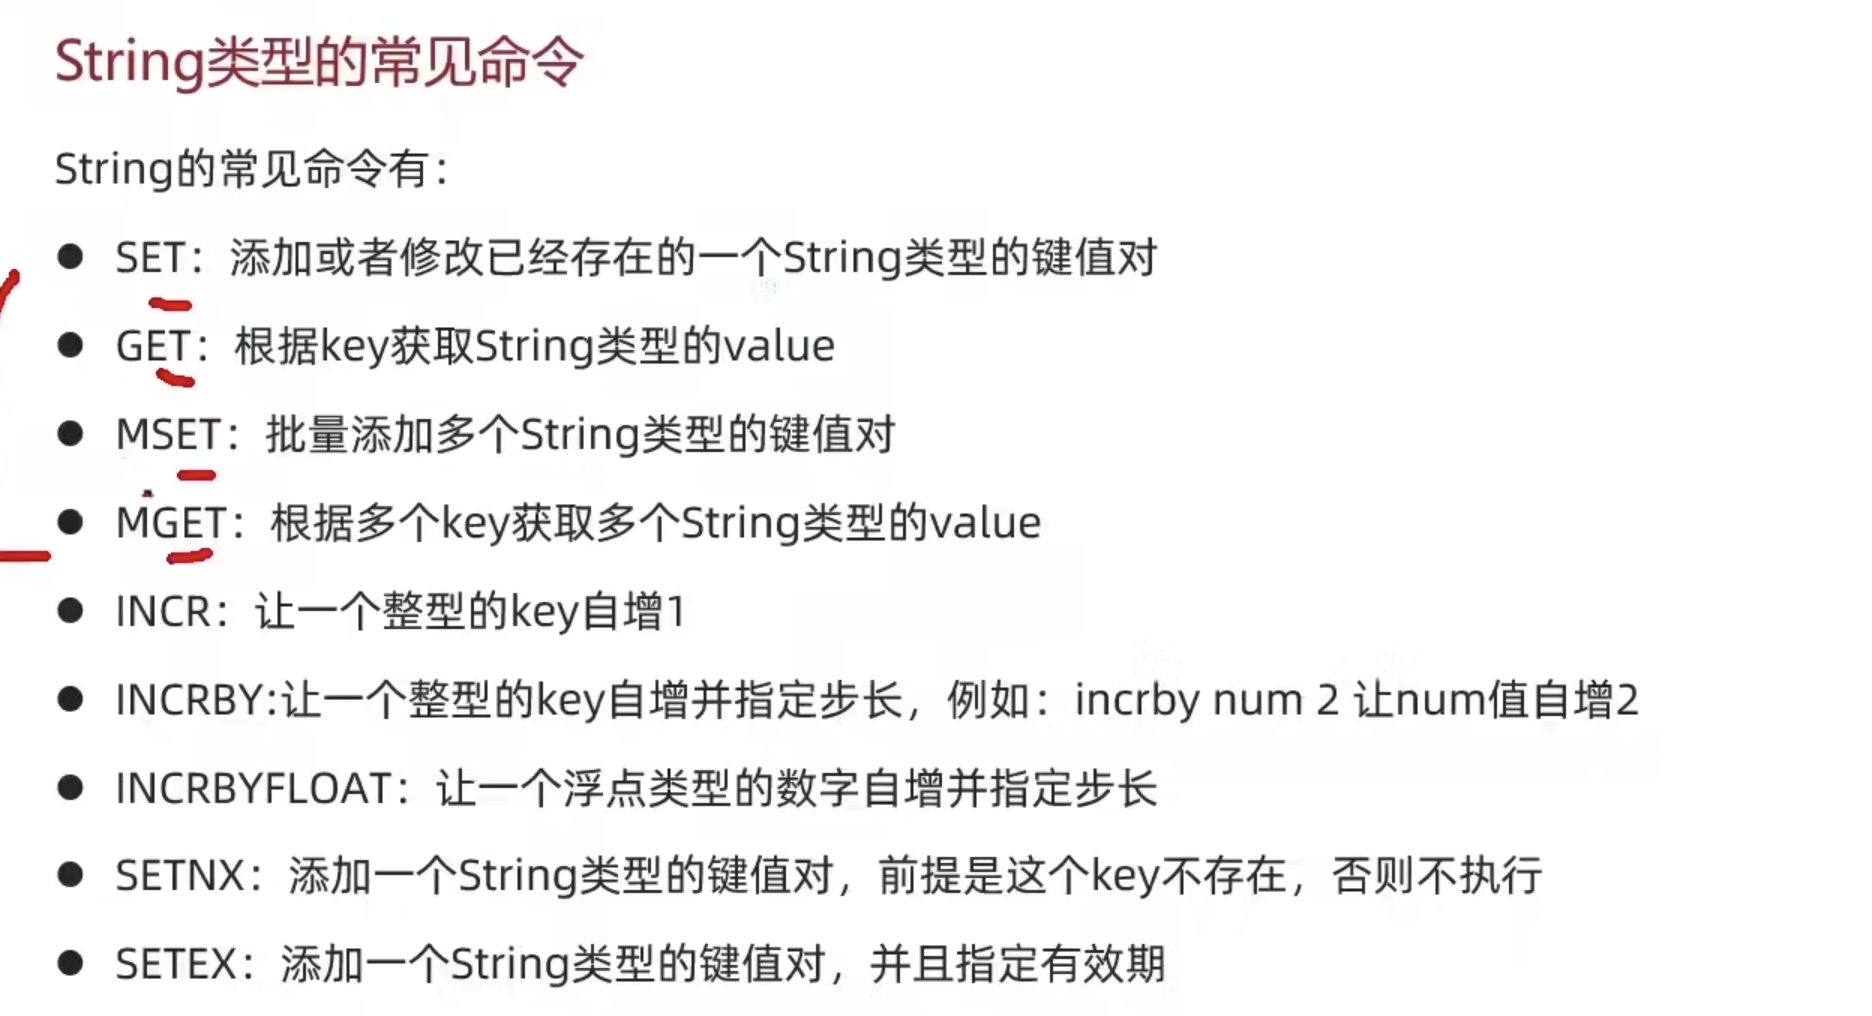 String类型的常见命令
String的常见命令有：
● SET：添加或者修改已经存在的一个String类型的键值对
● GET：根据key获取String类型的value
● MSET：批量添加多个String类型的键值对
● MGET：根据多个key获取多个String类型的value
● INCR：让一个整型的key自增1
● INCRBY:让一个整型的key自增并指定步长，例如：incrby num 2 让num值自增2
● INCRBYFLOAT：让一个浮点类型的数字自增并指定步长
● SETNX：添加一个String类型的键值对，前提是这个key不存在，否则不执行
● SETEX：添加一个String类型的键值对，并且指定有效期